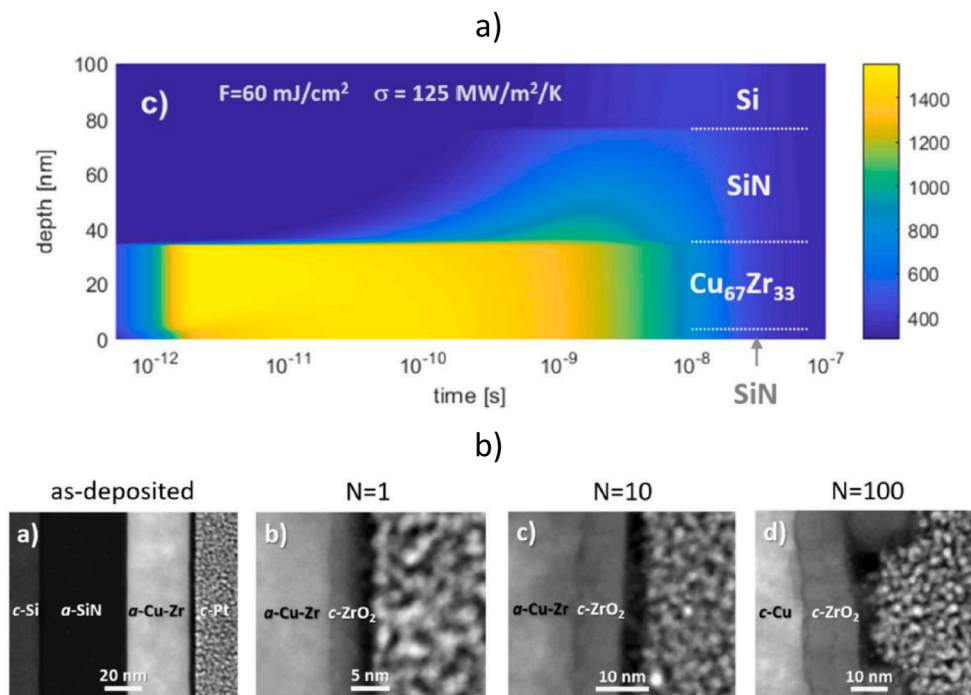 a)
100
80
60
40
20
0
depth [nm]
c)
F=60 mJ/cm² σ = 125 MW/m²/K
Si
SiN
Cu₆₇Zr₃₃
10⁻¹² 10⁻¹¹ 10⁻¹⁰ 10⁻⁹ 10⁻⁸ 10⁻⁷
time [s]
SiN
1400
1200
1000
800
600
400
b)
as-deposited N=1 N=10 N=100
a) b) c) d)
c-Si a-SiN a-Cu-Zr c-Pt
20 nm
a-Cu-Zr c-ZrO₂
5 nm
a-Cu-Zr c-ZrO₂
10 nm
c-Cu c-ZrO₂
10 nm